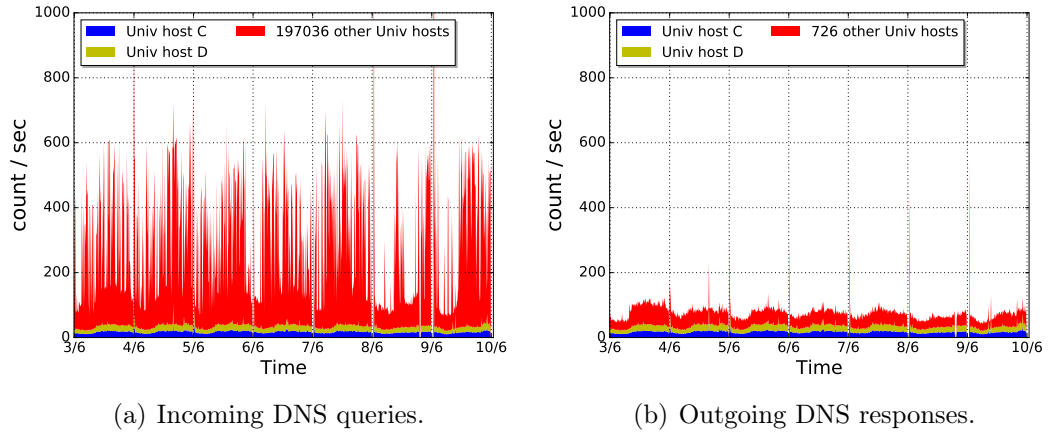 Univ host C
Univ host D
197036 other Univ hosts
count / sec
1000
800
600
400
200
0
3/6 4/6 5/6 6/6 7/6 8/6 9/6 10/6
Time
(a) Incoming DNS queries.
Univ host C
Univ host D
726 other Univ hosts
count / sec
1000
800
600
400
200
0
3/6 4/6 5/6 6/6 7/6 8/6 9/6 10/6
Time
(b) Outgoing DNS responses.